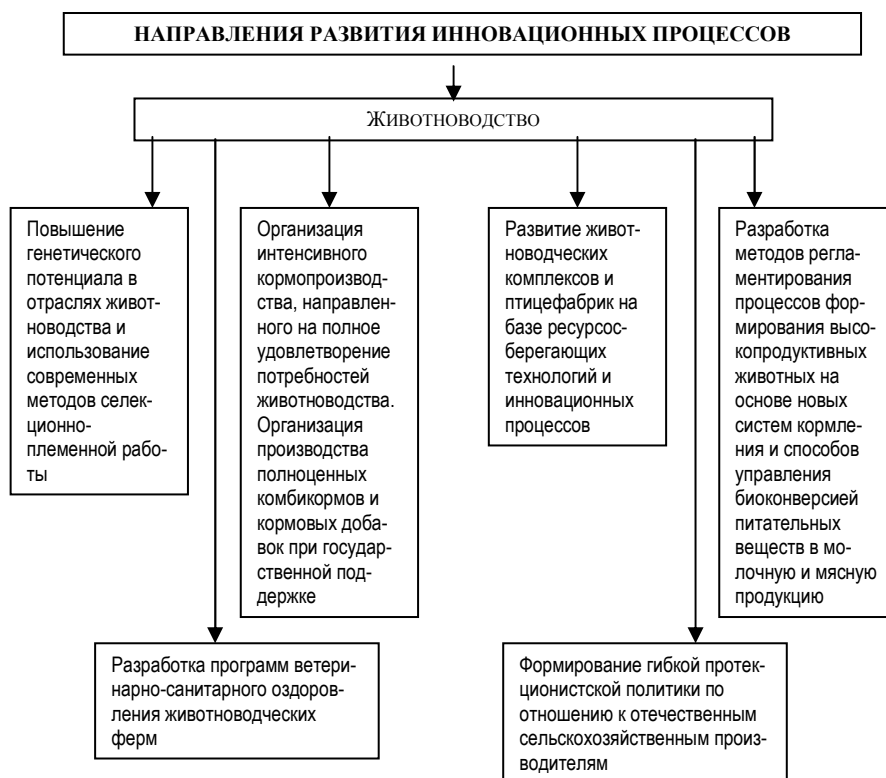 НАПРАВЛЕНИЯ РАЗВИТИЯ ИННОВАЦИОННЫХ ПРОЦЕССОВ
ЖИВОТНОВОДСТВО
Повышение
генетического
потенциала в
отраслях живот-
новодства и
использование
современных
методов селек-
ционно-
племенной рабо-
ты
Организация
интенсивного
кормопроизвод-
ства, направлен-
ного на полное
удовлетворение
потребностей
животноводства.
Организация
производства
полноценных
комбикормов и
кормовых доба-
вок при государ-
ственной под-
держке
Развитие живот-
новодческих
комплексов и
птицефабрик на
базе ресурсос-
берегающих
технологий и
инновационных
процессов
Разработка
методов регла-
ментирования
процессов фор-
мирования высо-
копродуктивных
животных на
основе новых
систем кормле-
ния и способов
управления
биоконверсией
питательных
веществ в мо-
лочную и мясную
продукцию
Разработка программ ветери-
нарно-санитарного оздоров-
ления животноводческих
ферм
Формирование гибкой протек-
ционистской политики по
отношению к отечественным
сельскохозяйственным произ-
водителям